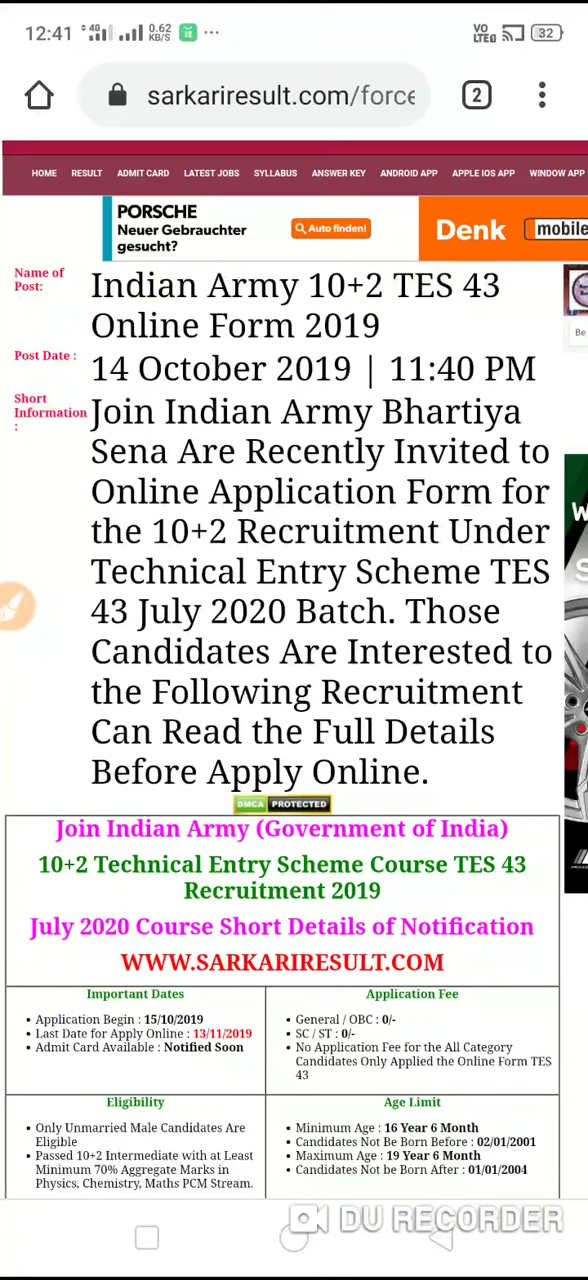 12:41 4G 0.62 KB/S ··· VO LTE 32
sarkariresult.com/force 2
HOME RESULT ADMIT CARD LATEST JOBS SYLLABUS ANSWER KEY ANDROID APP APPLE IOS APP WINDOW APP
PORSCHE
Neuer Gebrauchter
gesucht?
Auto finden!
Denk mobile
Name of
Post:
Indian Army 10+2 TES 43
Online Form 2019
Be
Post Date :
14 October 2019 | 11:40 PM
Short
Information
:
Join Indian Army Bhartiya
Sena Are Recently Invited to
Online Application Form for
the 10+2 Recruitment Under
Technical Entry Scheme TES
43 July 2020 Batch. Those
Candidates Are Interested to
the Following Recruitment
Can Read the Full Details
Before Apply Online.
DMCA PROTECTED
Join Indian Army (Government of India)
10+2 Technical Entry Scheme Course TES 43
Recruitment 2019
July 2020 Course Short Details of Notification
WWW.SARKARIRESULT.COM
Important Dates
• Application Begin : 15/10/2019
• Last Date for Apply Online : 13/11/2019
• Admit Card Available : Notified Soon
Application Fee
• General / OBC : 0/-
• SC / ST : 0/-
• No Application Fee for the All Category
Candidates Only Applied the Online Form TES
43
Eligibility
• Only Unmarried Male Candidates Are
Eligible
• Passed 10+2 Intermediate with at Least
Minimum 70% Aggregate Marks in
Physics, Chemistry, Maths PCM Stream.
Age Limit
• Minimum Age : 16 Year 6 Month
• Candidates Not be Born Before : 02/01/2001
• Maximum Age : 19 Year 6 Month
• Candidates Not be Born After : 01/01/2004
DU RECORDER